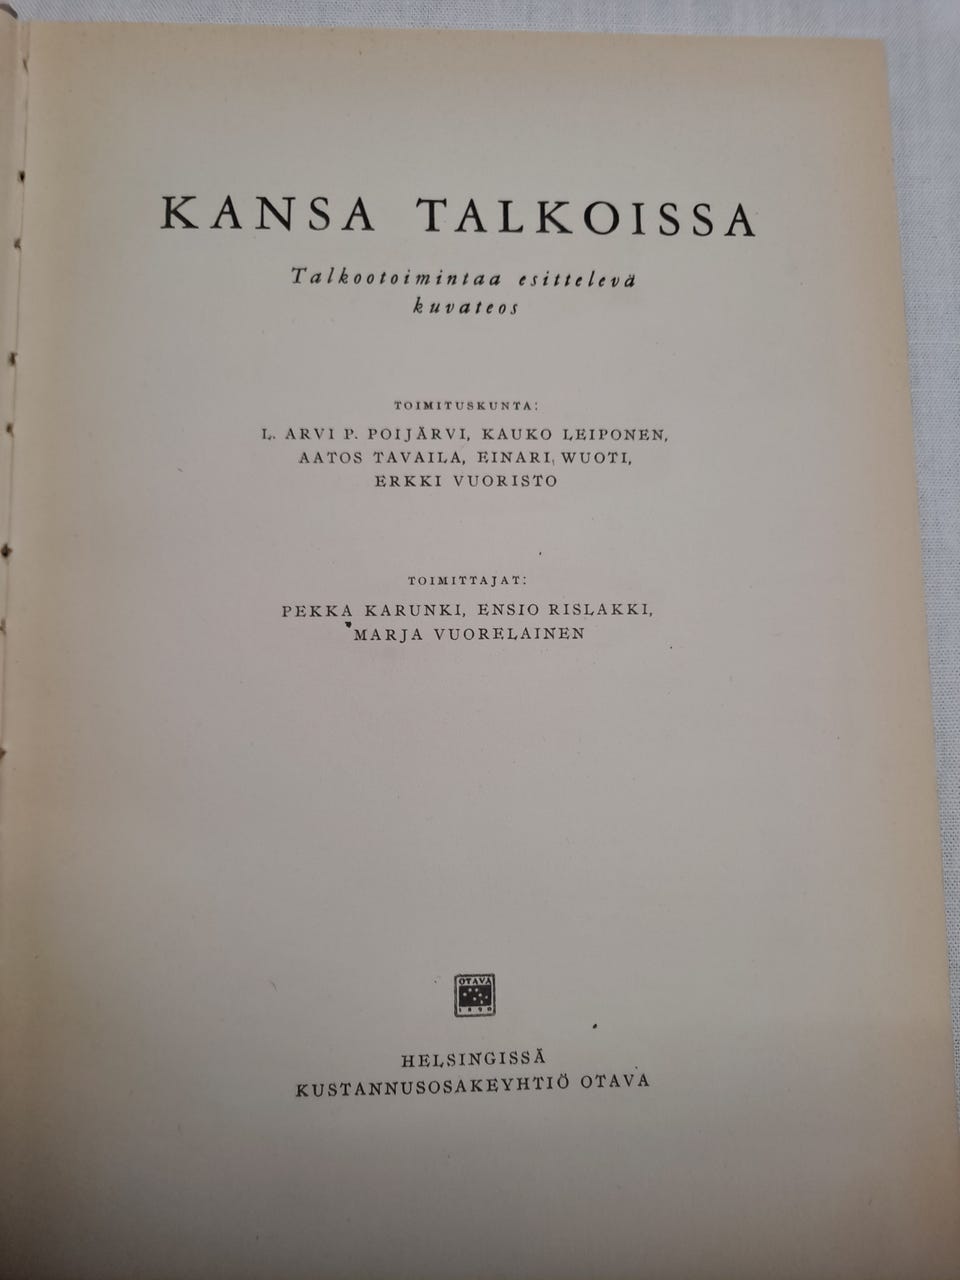 KANSA TALKOISSA
Talkootoimintaa esittelevä
kuvateos
TOIMITUSKUNTA:
L. ARVI P. POIJÄRVI, KAUKO LEIPONEN,
AATOS TAVAILA, EINARI WUOTI,
ERKKI VUORISTO
TOIMITTAJAT:
PEKKA KARUNKI, ENSIO RISLAKKI,
MARJA VUORELAINEN
OTAVA
1890
HELSINGISSÄ
KUSTANNUSOSAKEYHTIÖ OTAVA